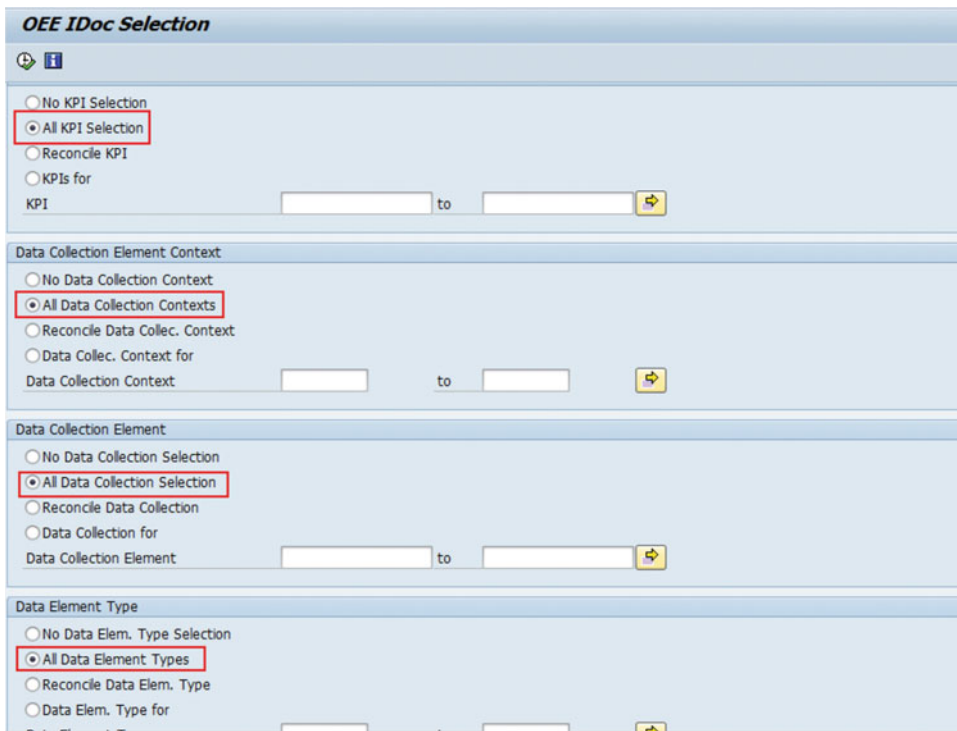 OEE IDoc Selection
No KPI Selection
All KPI Selection
Reconcile KPI
KPIs for
KPI to
Data Collection Element Context
No Data Collection Context
All Data Collection Contexts
Reconcile Data Collec. Context
Data Collec. Context for
Data Collection Context to
Data Collection Element
No Data Collection Selection
All Data Collection Selection
Reconcile Data Collection
Data Collection for
Data Collection Element to
Data Element Type
No Data Elem. Type Selection
All Data Element Types
Reconcile Data Elem. Type
Data Elem. Type for